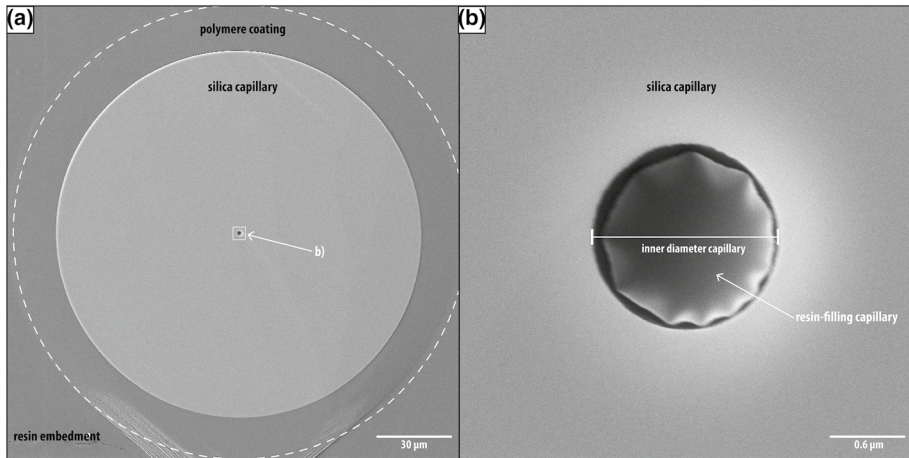 (a)
polymere coating
silica capillary
b)
resin embedment
30 µm
(b)
silica capillary
inner diameter capillary
resin-filling capillary
0.6 µm